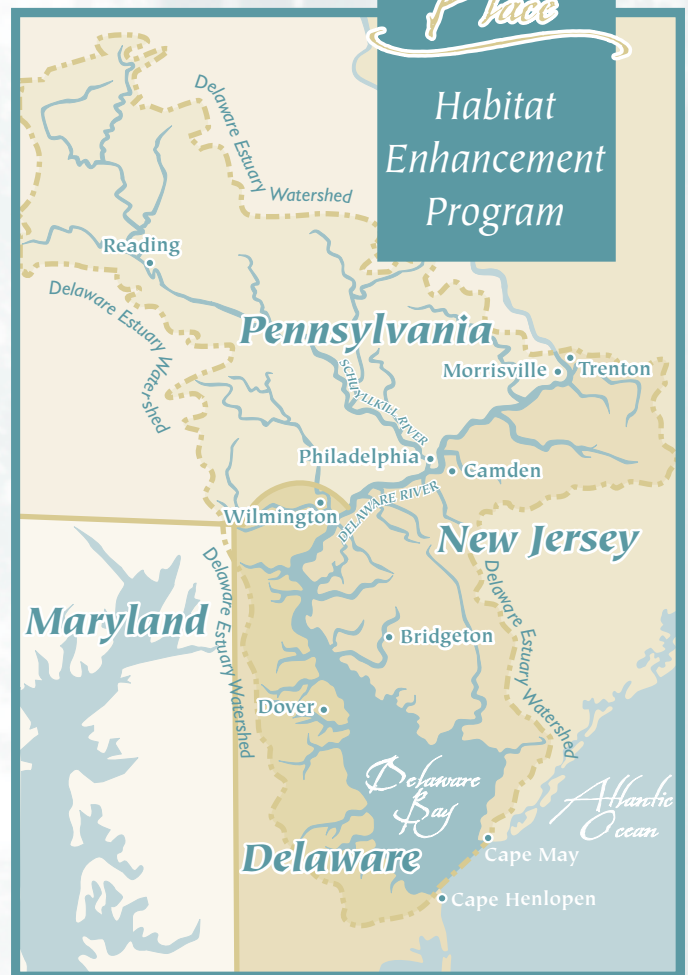 Place
Habitat
Enhancement
Program
Delaware Estuary Watershed
Reading
Delaware Estuary Watershed
Pennsylvania
SCHUYLLKILL RIVER
Morrisville
Trenton
Philadelphia
Camden
Wilmington
DELAWARE RIVER
New Jersey
Delaware Estuary Watershed
Delaware Estuary Watershed
Maryland
Bridgeton
Dover
Delaware
Bay
Atlantic
Ocean
Delaware
Cape May
Cape Henlopen